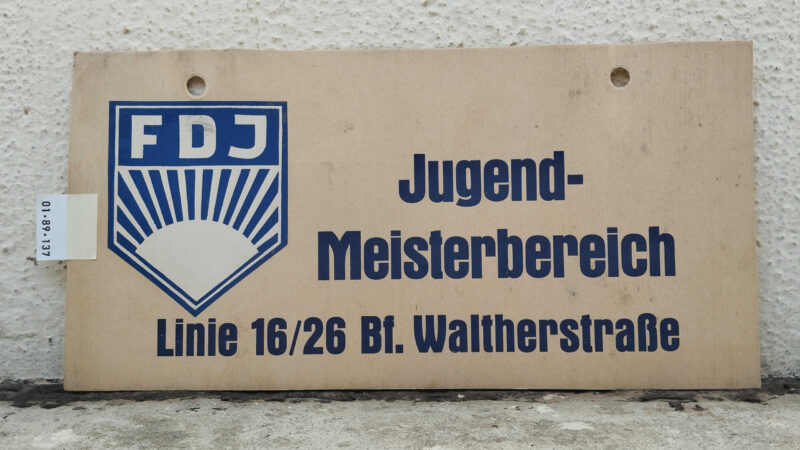 FDJ
Jugend-
Meisterbereich
Linie 16/26 Bf. Waltherstraße
01•89•137